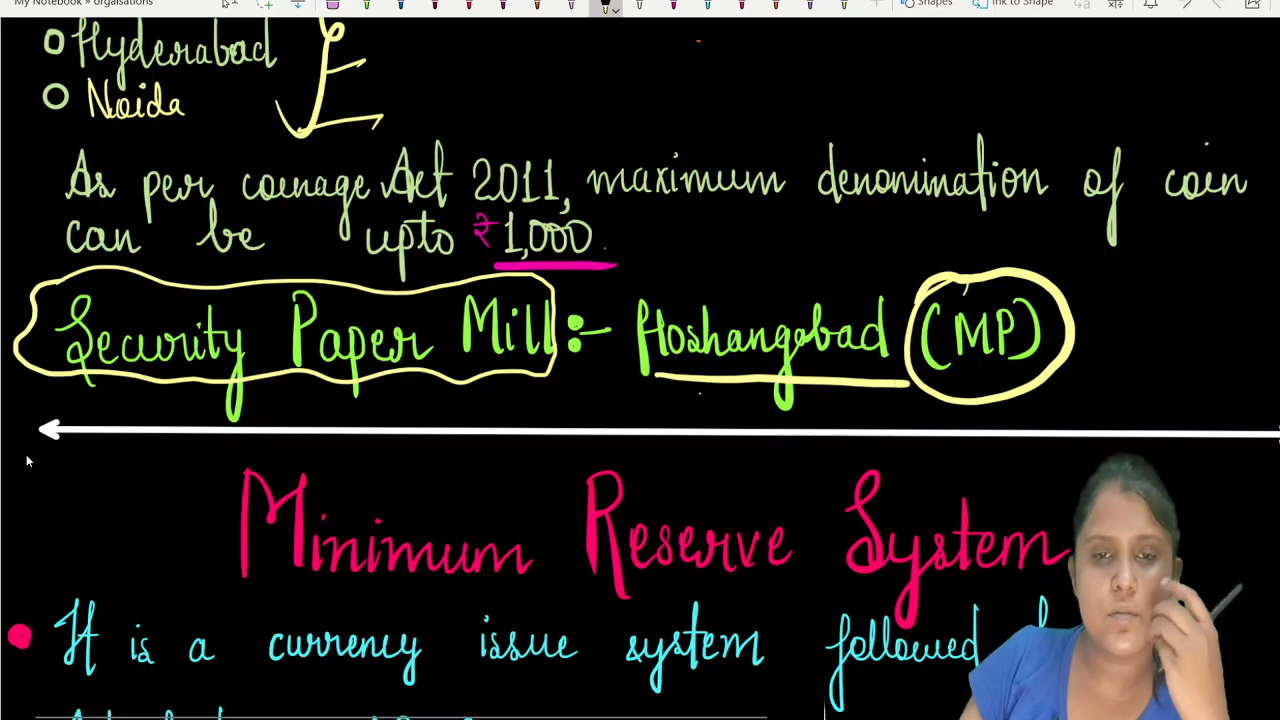 My Notebook » orgaisations
Shapes Ink to Shape
Hyderabad
Noida
As per coinage Act 2011, maximum denomination of coin
can be upto ₹1,000
Security Paper Mill :- Hoshangabad (MP)
Minimum Reserve System
It is a currency issue system followed